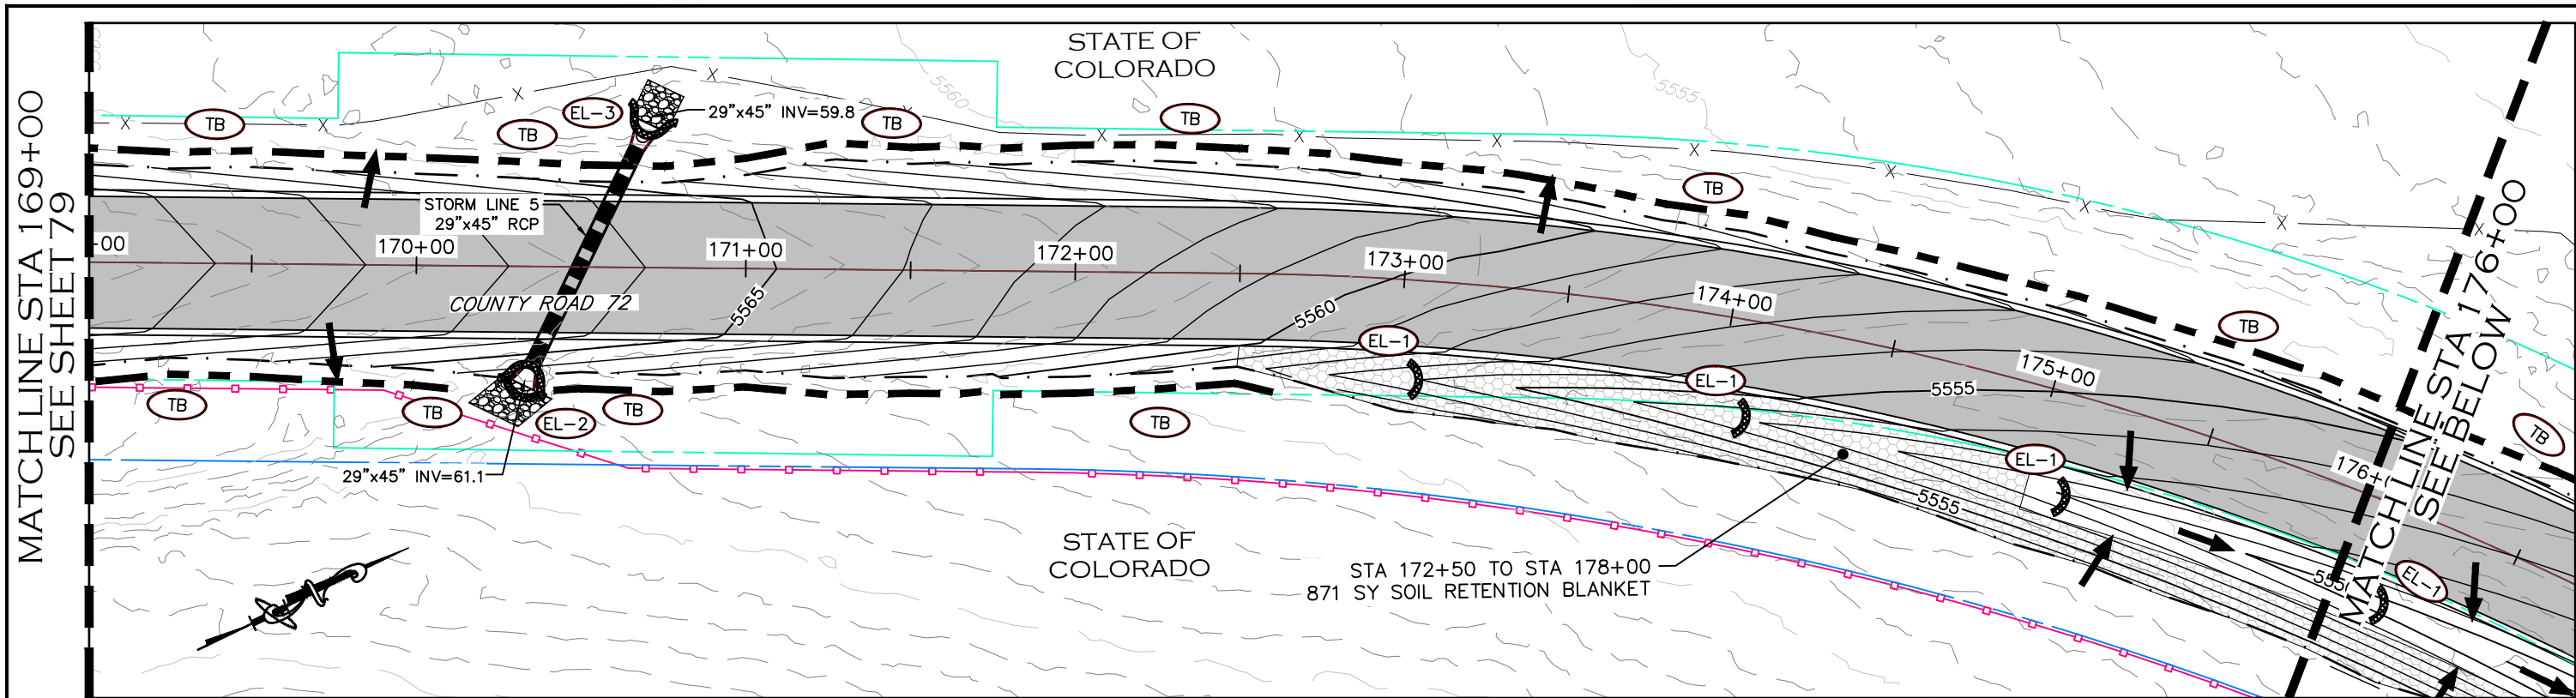 MATCH LINE STA 169+00
SEE SHEET 79
5565
STATE OF
COLORADO
5560
5555
TB
EL-3
TB
29"x45" INV=59.8
TB
TB
TB
STORM LINE 5
29"x45" RCP
+00
170+00
171+00
172+00
173+00
174+00
175+00
176+
COUNTY ROAD 72
5565
5560
5555
TB
TB
EL-2
TB
TB
EL-1
EL-1
EL-1
EL-1
TB
TB
29"x45" INV=61.1
5555
555
STATE OF
COLORADO
STA 172+50 TO STA 178+00
871 SY SOIL RETENTION BLANKET
MATCH LINE STA 176+00
SEE BELOW
N